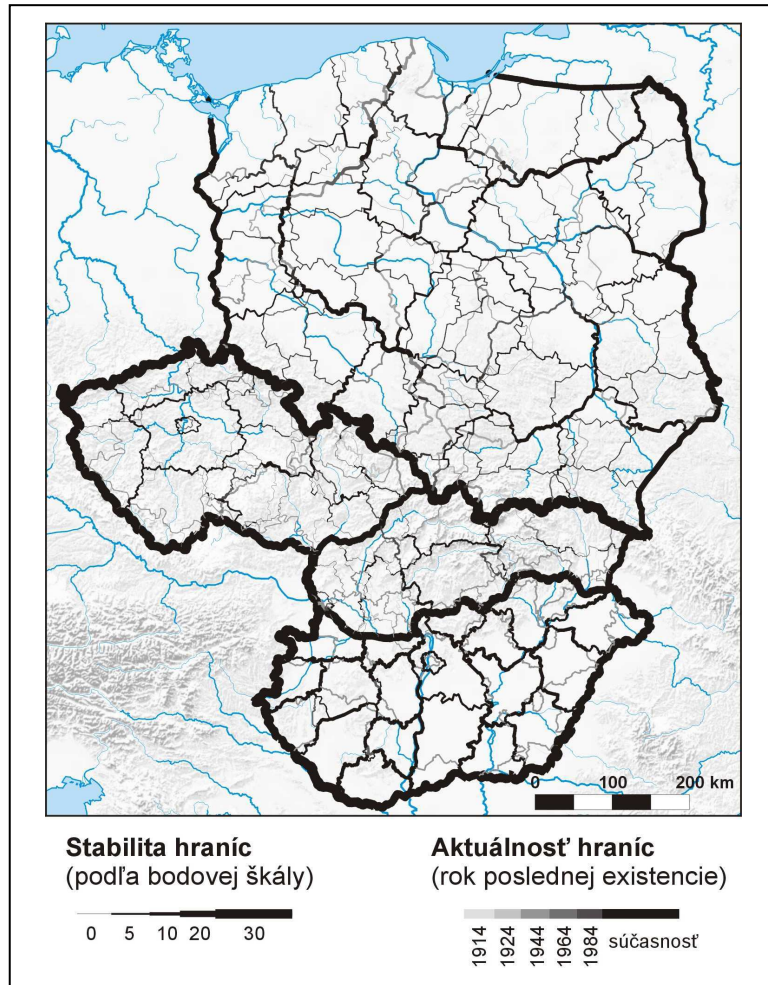 0 100 200 km
Stabilita hraníc
(podľa bodovej škály)
0 5 10 20 30
Aktuálnosť hraníc
(rok poslednej existencie)
1914 1924 1944 1964 1984 súčasnosť